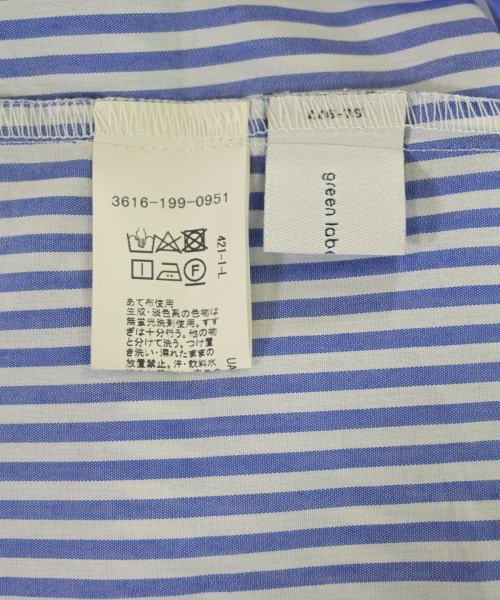 3616-199-0951
421-1-L
F
あて布使用
生成・淡色系の色物は
無蛍光洗剤使用。すす
ぎは十分行う。他の物
と分けて洗う。つけ置
き洗い・濡れたままの
放置禁止。汗・飲料水
UA
green labe